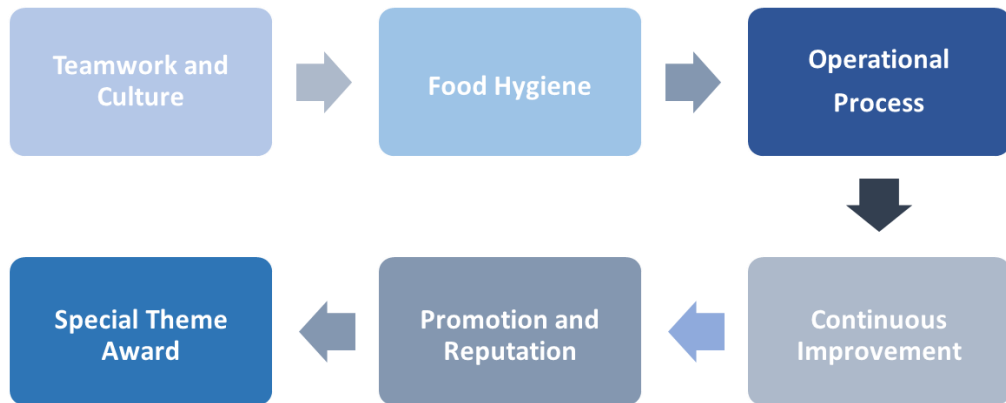 Teamwork and
Culture
Food Hygiene
Operational
Process
Continuous
Improvement
Promotion and
Reputation
Special Theme
Award